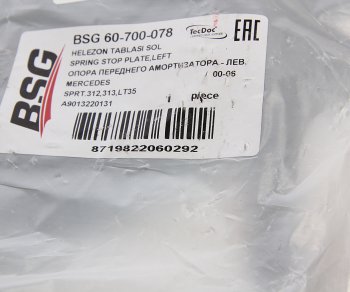 BSG
BSG 60-700-078
TecDoc
EAC
HELEZON TABLASI SOL
SPRING STOP PLATE,LEFT
ОПОРА ПЕРЕДНЕГО АМОРТИЗАТОРА - ЛЕВ.
MERCEDES
00-06
SPRT.312,313,LT35
A9013220131
piece
8719822060292